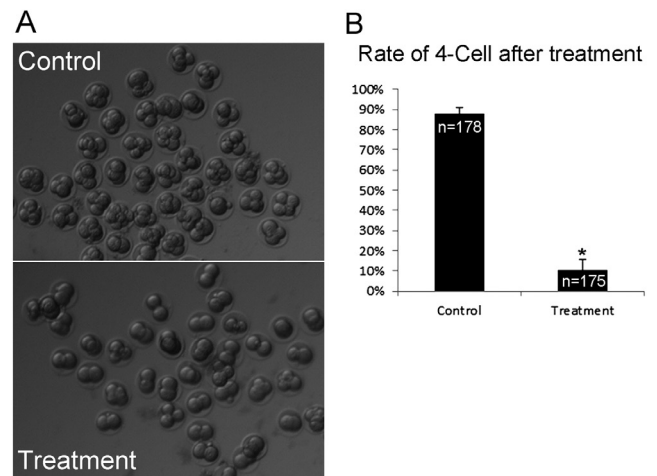 A
Control
Treatment
B
Rate of 4-Cell after treatment
100%
90%
80%
70%
60%
50%
40%
30%
20%
10%
0%
n=178
*
n=175
Control
Treatment